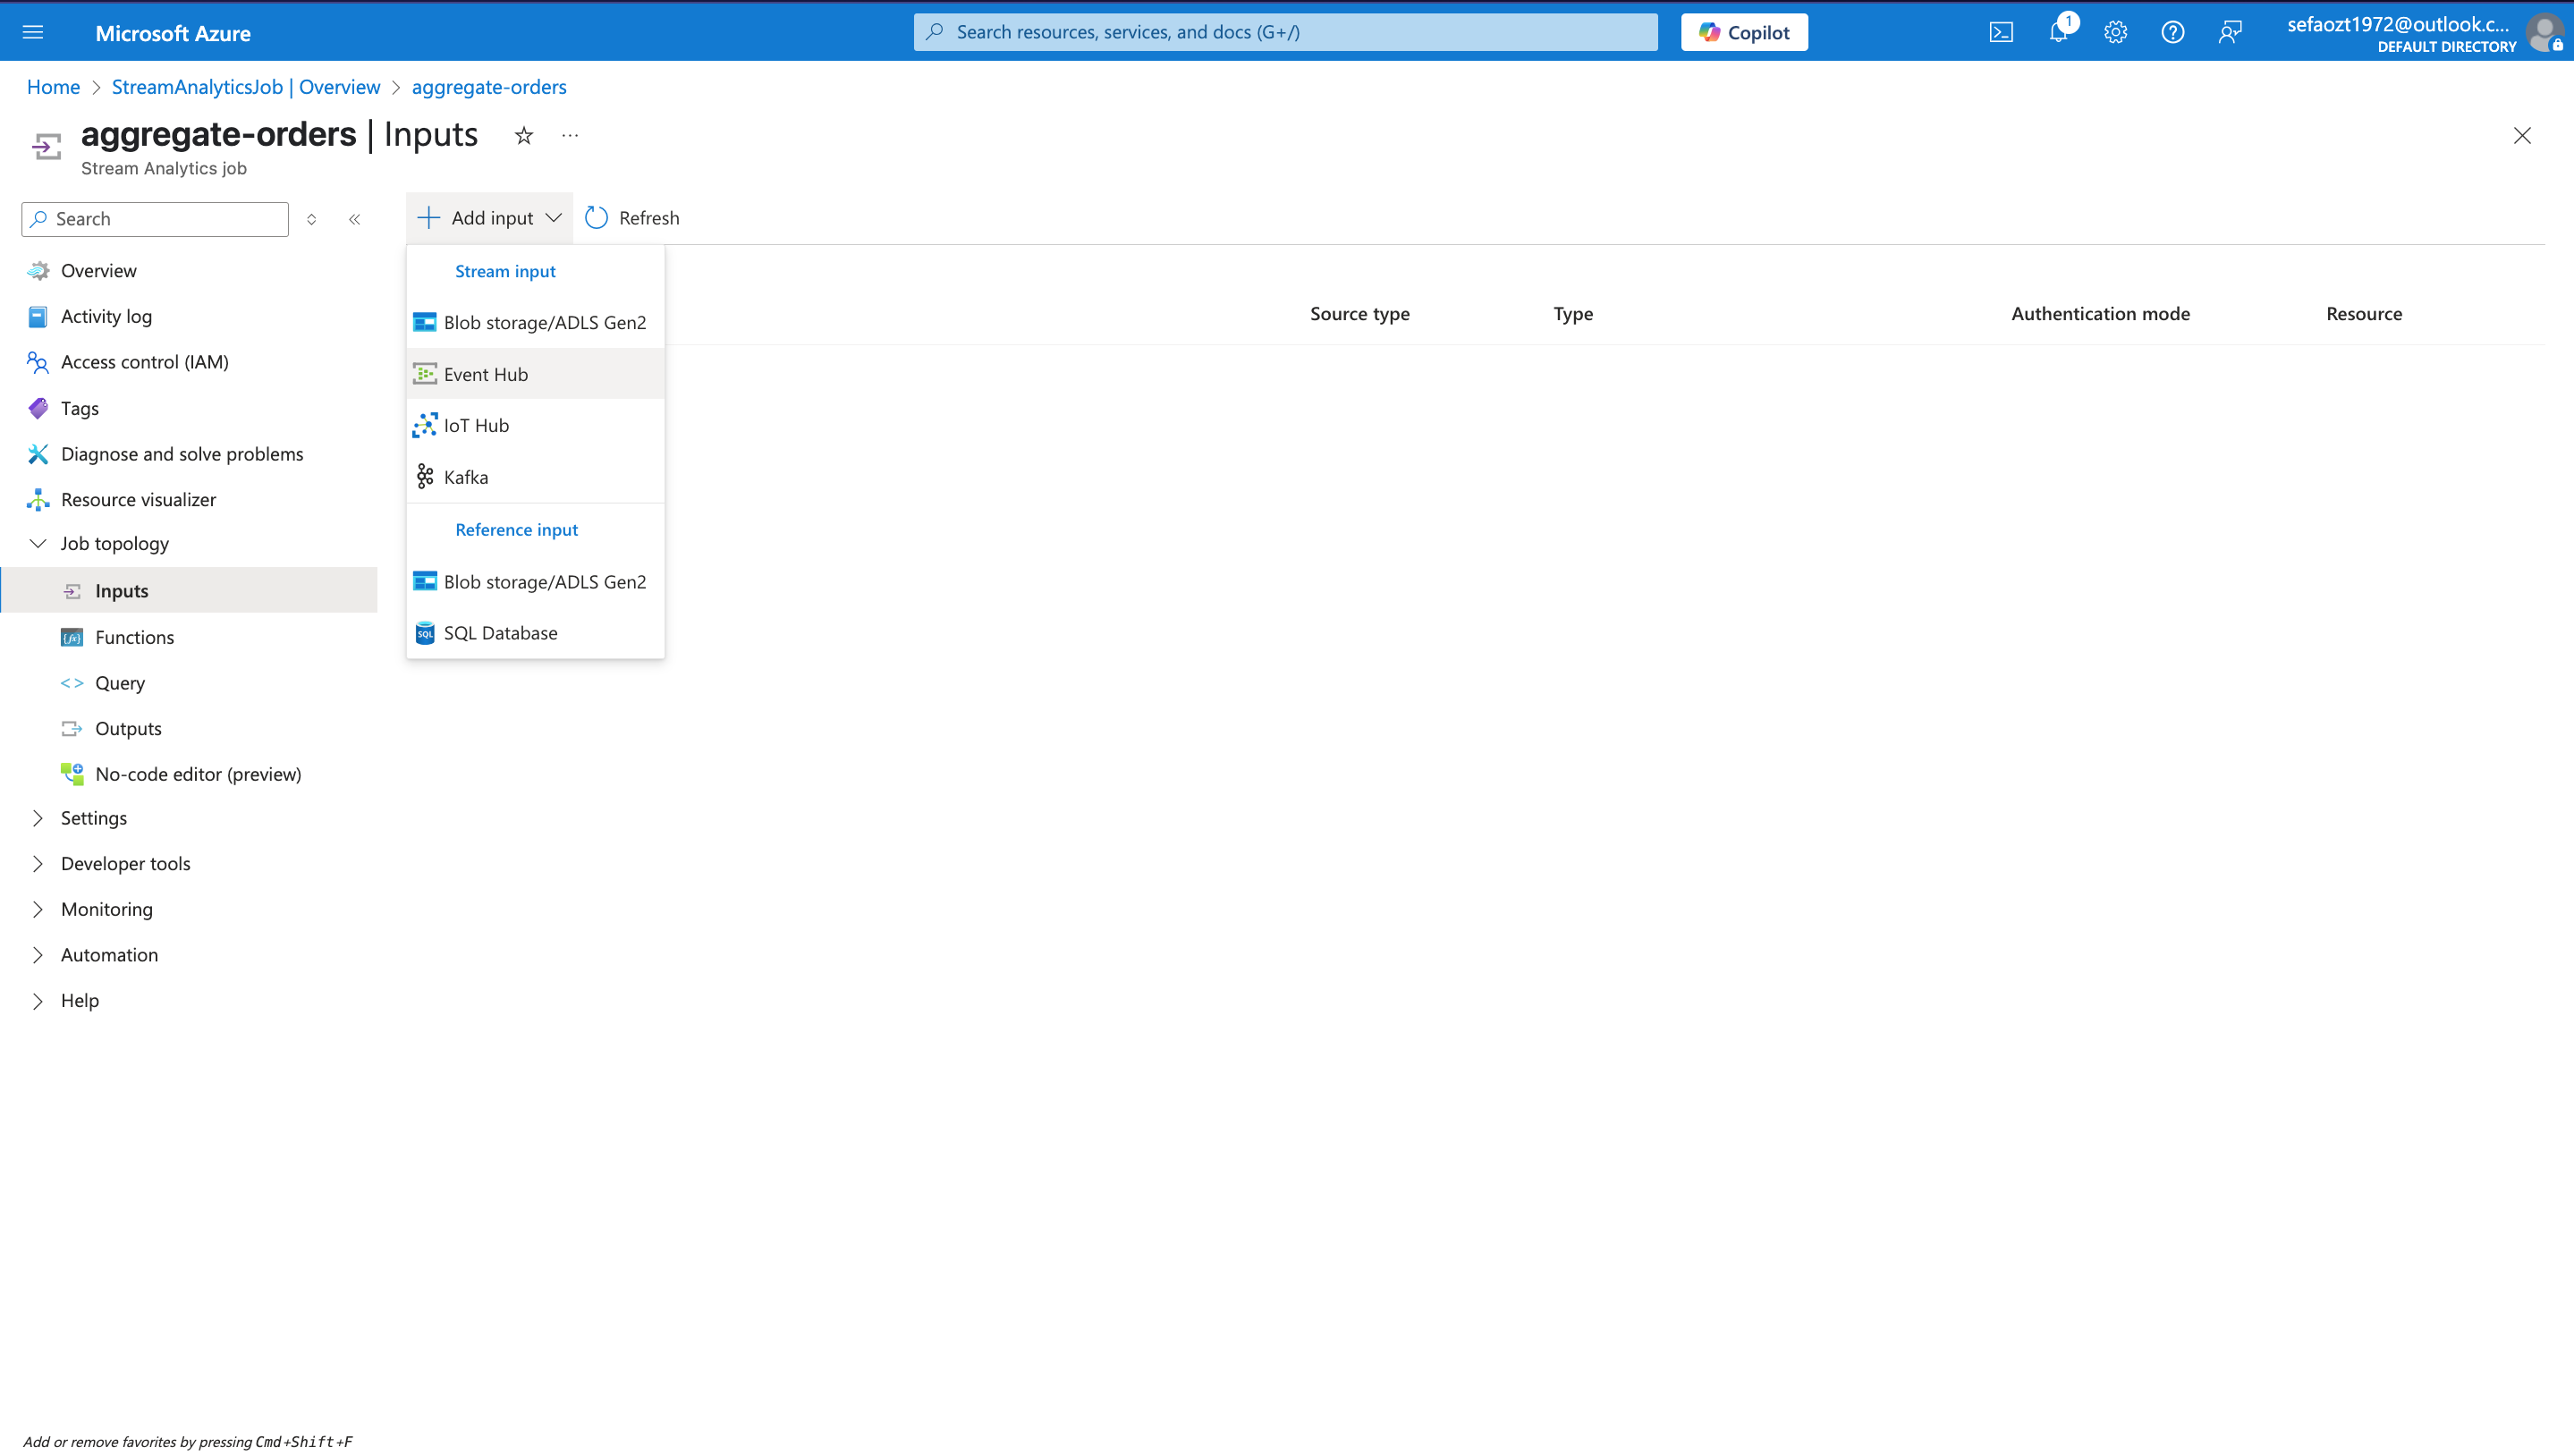 Microsoft Azure
Search resources, services, and docs (G+/)
Copilot
1
sefaozt1972@outlook.c...
DEFAULT DIRECTORY
Home > StreamAnalyticsJob | Overview > aggregate-orders
aggregate-orders | Inputs
...
Stream Analytics job
Search
Add input
Refresh
Overview
Activity log
Access control (IAM)
Tags
Diagnose and solve problems
Resource visualizer
Job topology
Inputs
Functions
Query
Outputs
No-code editor (preview)
Settings
Developer tools
Monitoring
Automation
Help
Stream input
Blob storage/ADLS Gen2
Event Hub
IoT Hub
Kafka
Reference input
Blob storage/ADLS Gen2
SQL
SQL Database
Source type
Type
Authentication mode
Resource
Add or remove favorites by pressing Cmd+Shift+F